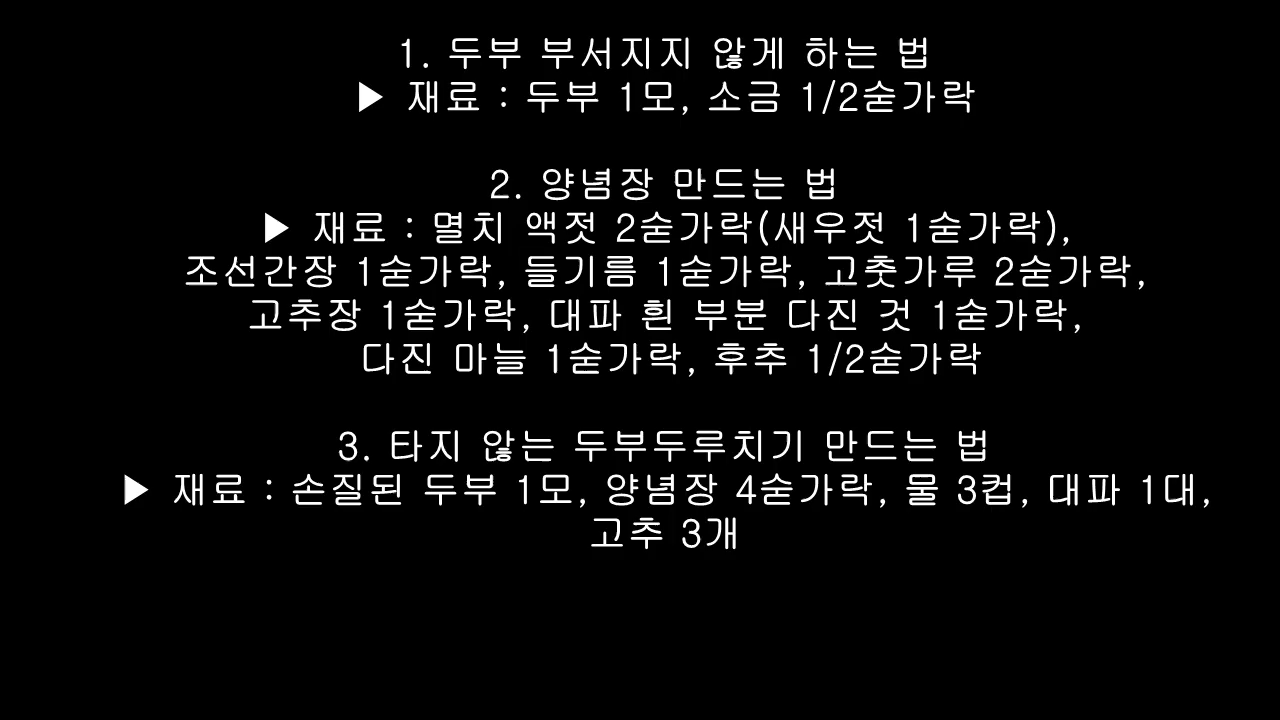 1. 두부 부서지지 않게 하는 법
▶ 재료 : 두부 1모, 소금 1/2숟가락
2. 양념장 만드는 법
▶ 재료 : 멸치 액젓 2숟가락(새우젓 1숟가락),
조선간장 1숟가락, 들기름 1숟가락, 고춧가루 2숟가락,
고추장 1숟가락, 대파 흰 부분 다진 것 1숟가락,
다진 마늘 1숟가락, 후추 1/2숟가락
3. 타지 않는 두부두루치기 만드는 법
▶ 재료 : 손질된 두부 1모, 양념장 4숟가락, 물 3컵, 대파 1대,
고추 3개